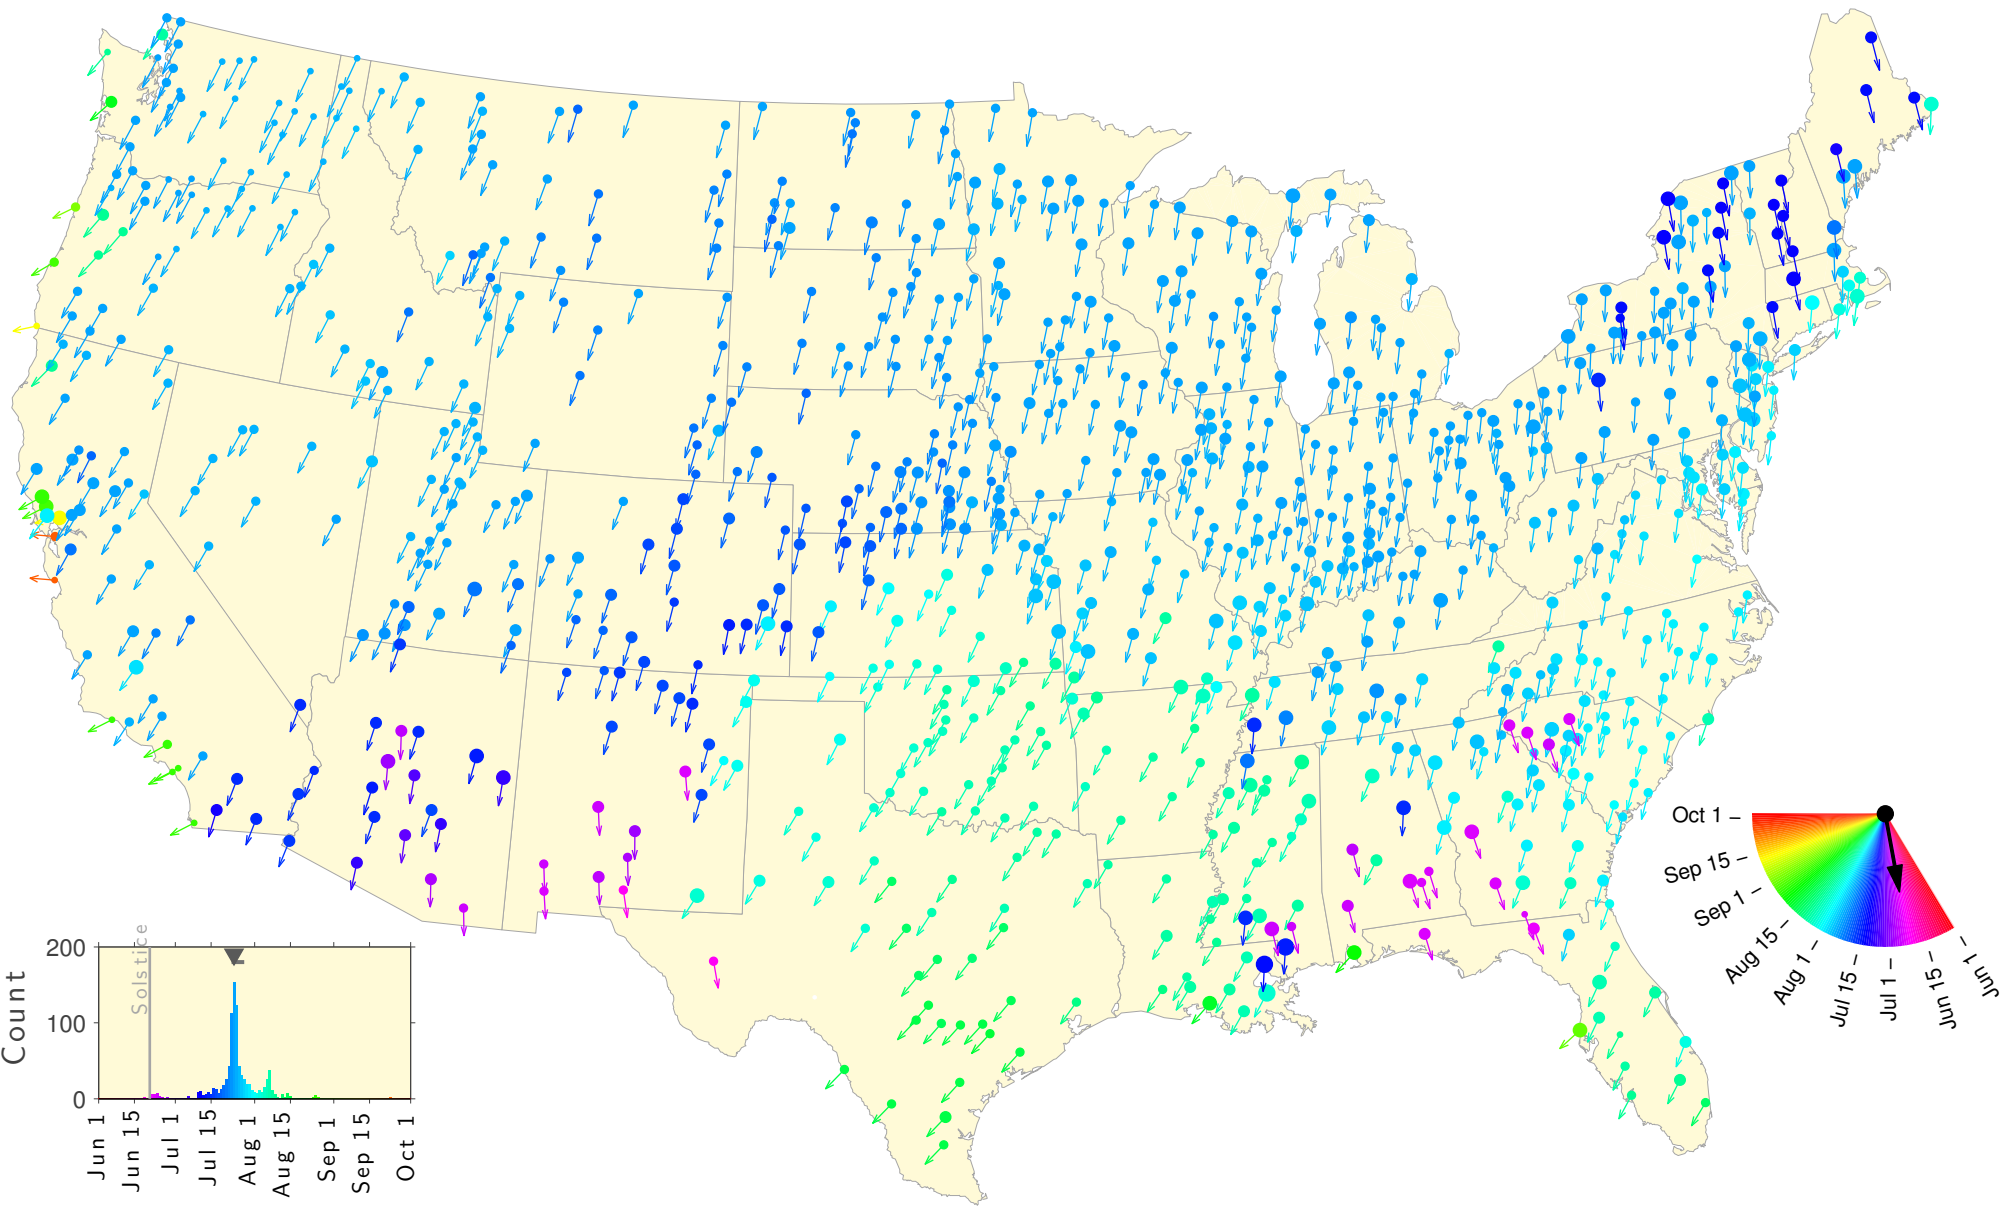 Oct 1 –
Sep 15 –
Sep 1 –
Aug 15 –
Aug 1 –
Jul 15 –
Jul 1 –
Jun 15 –
Jun 1 –
Solstice
Count
200
100
0
Jun 1
Jun 15
Jul 1
Jul 15
Aug 1
Aug 15
Sep 1
Sep 15
Oct 1